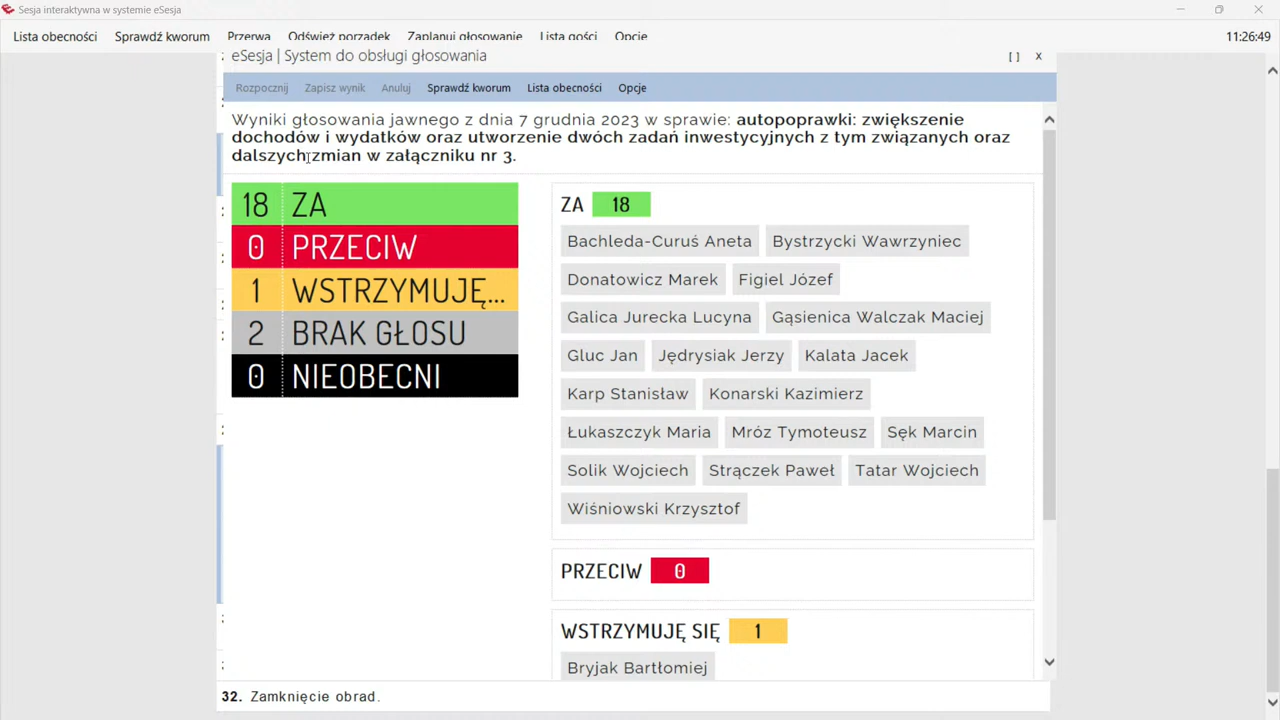 Sesja interaktywna w systemie eSesja
Lista obecności Sprawdź kworum Przerwa Odśwież porządek Zaplanuj głosowanie Lista gości Opcje 11:26:49
eSesja | System do obsługi głosowania [ ] x
Rozpocznij Zapisz wynik Anuluj Sprawdź kworum Lista obecności Opcje
Wyniki głosowania jawnego z dnia 7 grudnia 2023 w sprawie: autopoprawki: zwiększenie
dochodów i wydatków oraz utworzenie dwóch zadań inwestycyjnych z tym związanych oraz
dalszych zmian w załączniku nr 3.
18 ZA
0 PRZECIW
1 WSTRZYMUJĘ...
2 BRAK GŁOSU
0 NIEOBECNI
ZA 18
Bachleda-Curuś Aneta Bystrzycki Wawrzyniec
Donatowicz Marek Figiel Józef
Galica Jurecka Lucyna Gąsienica Walczak Maciej
Gluc Jan Jędrysiak Jerzy Kalata Jacek
Karp Stanisław Konarski Kazimierz
Łukaszczyk Maria Mróz Tymoteusz Sęk Marcin
Solik Wojciech Strączek Paweł Tatar Wojciech
Wiśniowski Krzysztof
PRZECIW 0
WSTRZYMUJĘ SIĘ 1
Bryjak Bartłomiej
32. Zamknięcie obrad.